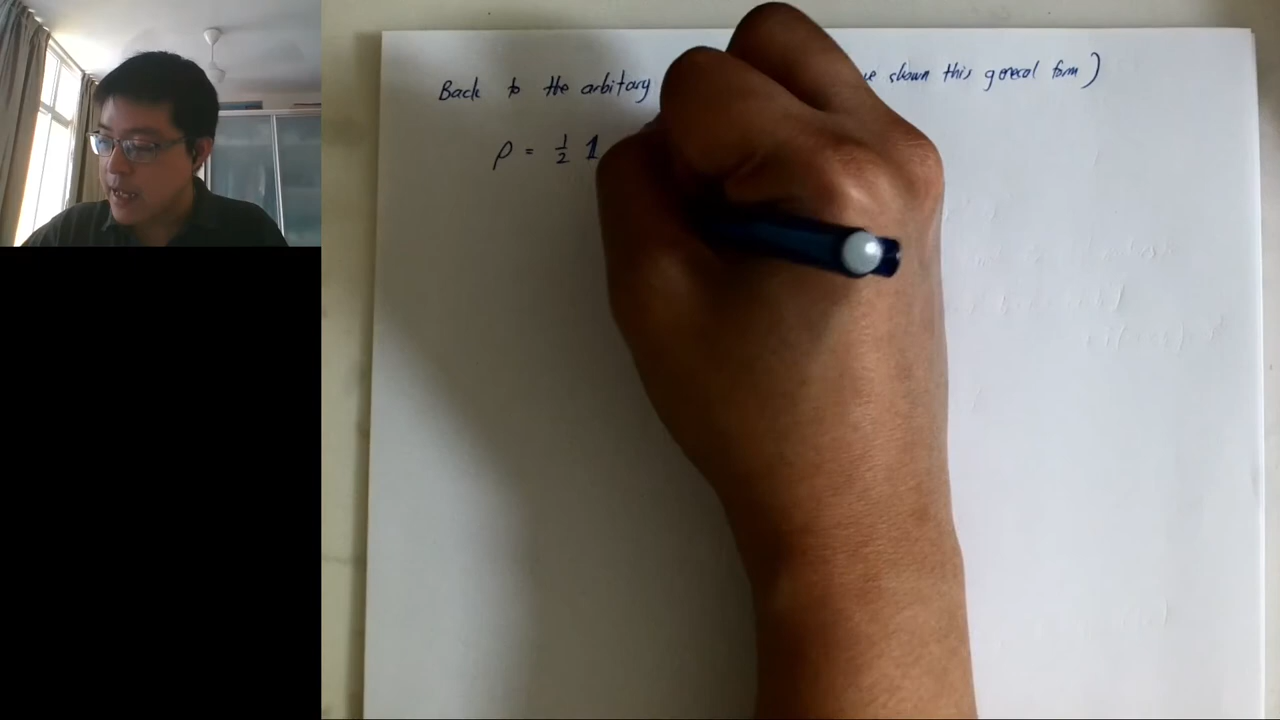 Back to the arbitary shown this general form)
ρ = 1/2 𝟙